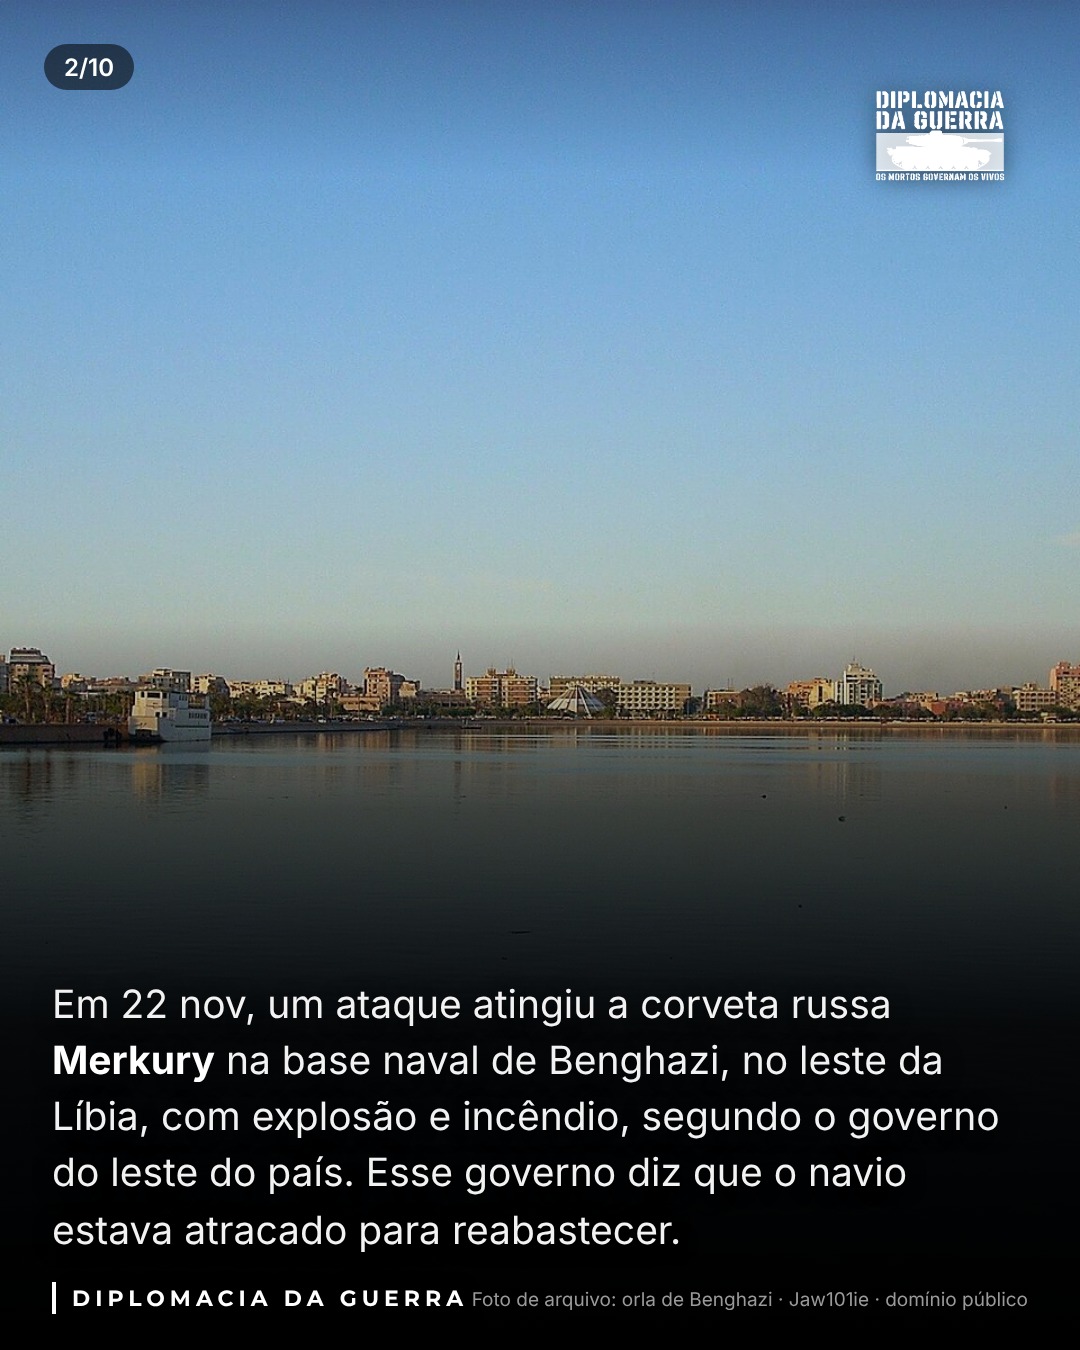 2/10
DIPLOMACIA
DA GUERRA
OS MORTOS GOVERNAM OS VIVOS
Em 22 nov, um ataque atingiu a corveta russa
Merkury na base naval de Benghazi, no leste da
Líbia, com explosão e incêndio, segundo o governo
do leste do país. Esse governo diz que o navio
estava atracado para reabastecer.
DIPLOMACIA DA GUERRA Foto de arquivo: orla de Benghazi · Jaw101ie · domínio público